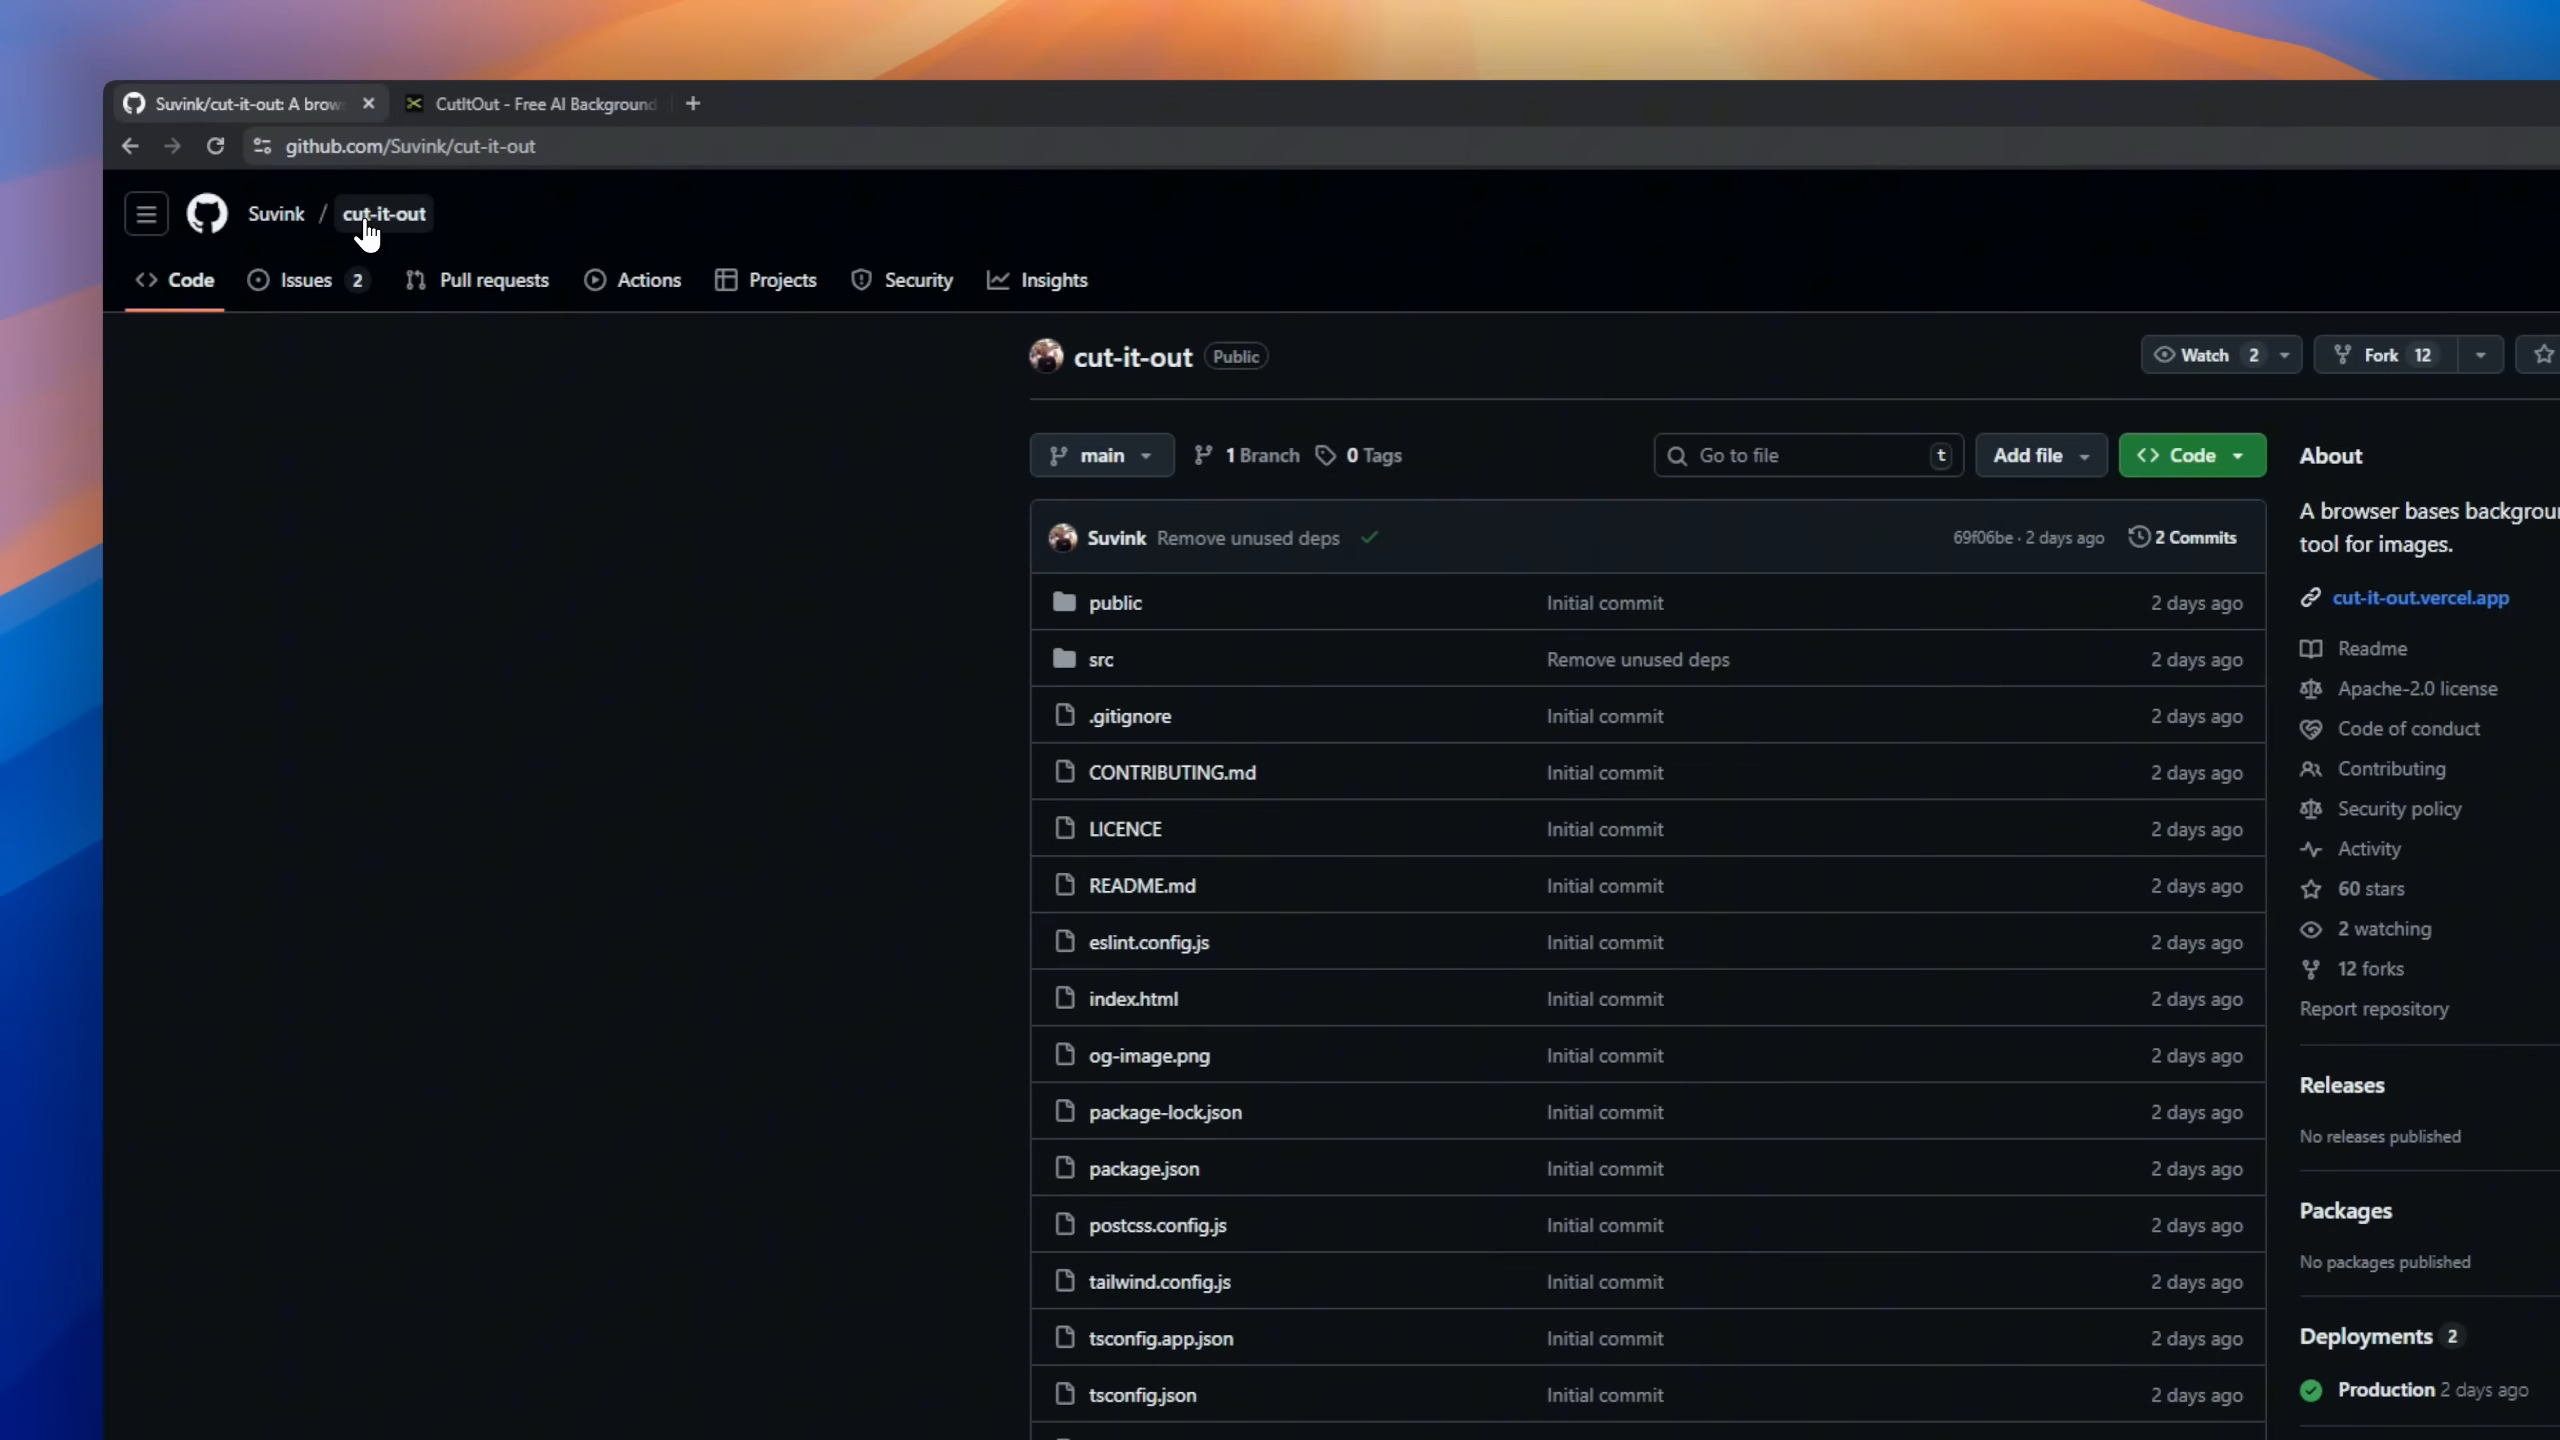 Suvink/cut-it-out: A brow
CutItOut - Free AI Background
github.com/Suvink/cut-it-out
Suvink / cut-it-out
Code
Issues 2
Pull requests
Actions
Projects
Security
Insights
cut-it-out Public
Watch 2
Fork 12
main
1 Branch
0 Tags
Go to file t
Add file
Code
Suvink Remove unused deps
69f06be · 2 days ago
2 Commits
public Initial commit 2 days ago
src Remove unused deps 2 days ago
.gitignore Initial commit 2 days ago
CONTRIBUTING.md Initial commit 2 days ago
LICENCE Initial commit 2 days ago
README.md Initial commit 2 days ago
eslint.config.js Initial commit 2 days ago
index.html Initial commit 2 days ago
og-image.png Initial commit 2 days ago
package-lock.json Initial commit 2 days ago
package.json Initial commit 2 days ago
postcss.config.js Initial commit 2 days ago
tailwind.config.js Initial commit 2 days ago
tsconfig.app.json Initial commit 2 days ago
tsconfig.json Initial commit 2 days ago
About
A browser bases backgrou
tool for images.
cut-it-out.vercel.app
Readme
Apache-2.0 license
Code of conduct
Contributing
Security policy
Activity
60 stars
2 watching
12 forks
Report repository
Releases
No releases published
Packages
No packages published
Deployments 2
Production 2 days ago